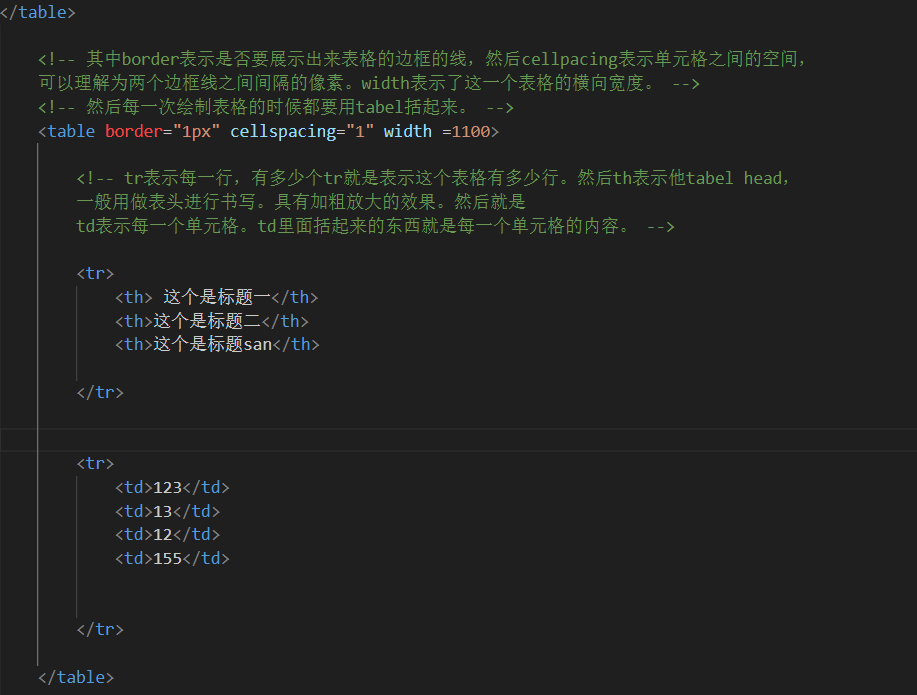 </table>
<!-- 其中border表示是否要展示出来表格的边框的线，然后cellpacing表示单元格之间的空间，
可以理解为两个边框线之间间隔的像素。width表示了这一个表格的横向宽度。 -->
<!-- 然后每一次绘制表格的时候都要用tabel括起来。 -->
<table border="1px" cellspacing="1" width =1100>
<!-- tr表示每一行，有多少个tr就是表示这个表格有多少行。然后th表示他tabel head，
一般用做表头进行书写。具有加粗放大的效果。然后就是
td表示每一个单元格。td里面括起来的东西就是每一个单元格的内容。 -->
<tr>
<th> 这个是标题一</th>
<th>这个是标题二</th>
<th>这个是标题san</th>
</tr>
<tr>
<td>123</td>
<td>13</td>
<td>12</td>
<td>155</td>
</tr>
</table>